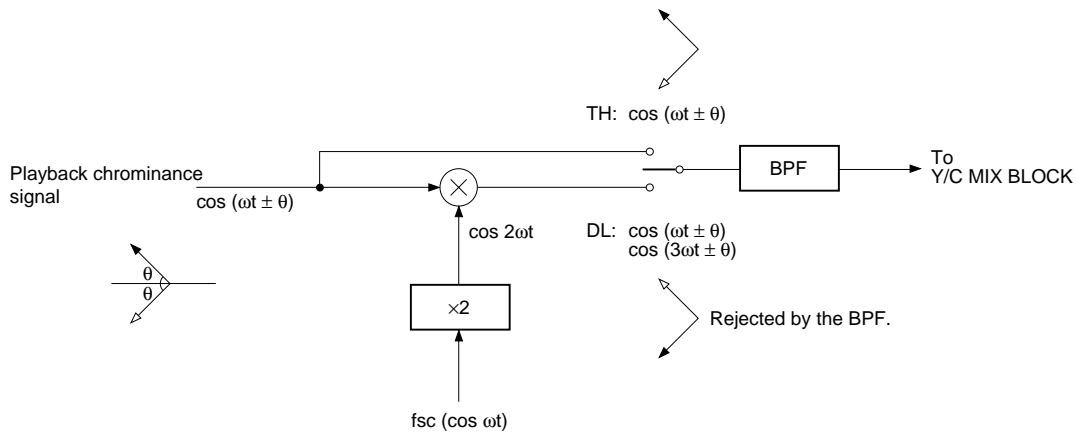 TH: cos (ωt ± θ)
Playback chrominance
signal
cos (ωt ± θ)
×
BPF
To
Y/C MIX BLOCK
cos 2ωt
DL: cos (ωt ± θ)
cos (3ωt ± θ)
θ
θ
×2
Rejected by the BPF.
fsc (cos ωt)